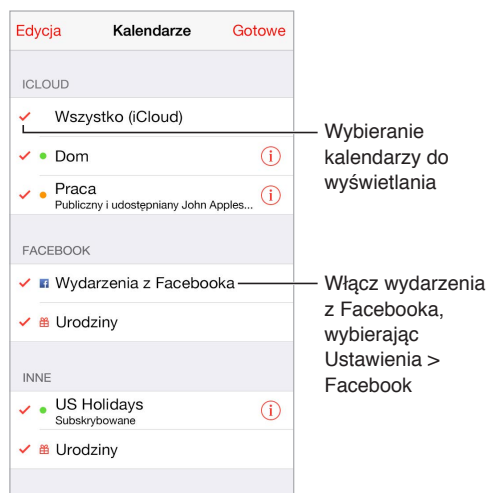 Edycja Kalendarze Gotowe
ICLOUD
Wszystko (iCloud)
Dom
Praca
Publiczny i udostępniany John Apples...
FACEBOOK
Wydarzenia z Facebooka
Urodziny
INNE
US Holidays
Subskrybowane
Urodziny
Wybieranie
kalendarzy do
wyświetlania
Włącz wydarzenia
z Facebooka,
wybierając
Ustawienia >
Facebook